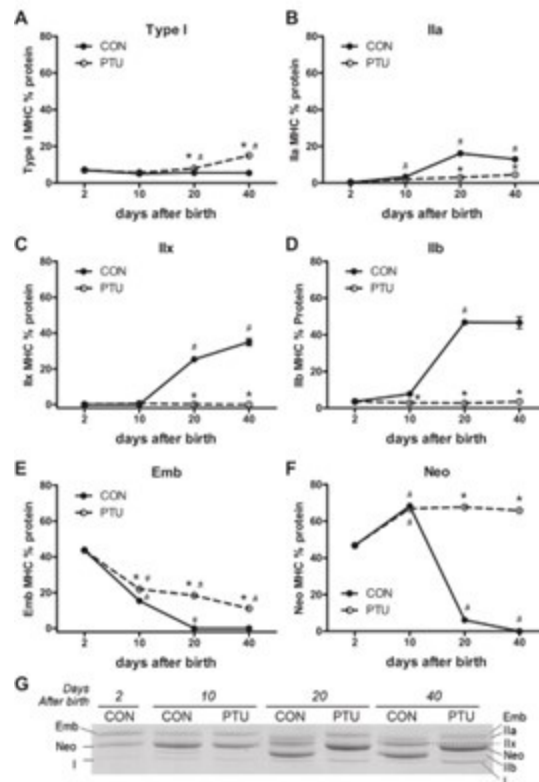 A
Type I
CON
PTU
Type I MHC % protein
80
60
40
20
0
* #
* #
2 10 20 40
days after birth
B
IIa
CON
PTU
IIa MHC % protein
80
60
40
20
0
#
#
#
*
*
2 10 20 40
days after birth
C
IIx
CON
PTU
IIx MHC % protein
80
60
40
20
0
#
#
*
*
2 10 20 40
days after birth
D
IIb
CON
PTU
IIb MHC % Protein
80
60
40
20
0
#
*
*
*
2 10 20 40
days after birth
E
Emb
CON
PTU
Emb MHC % protein
80
60
40
20
0
* #
* #
* #
#
#
2 10 20 40
days after birth
F
Neo
CON
PTU
Neo MHC % protein
80
60
40
20
0
#
#
*
*
#
#
2 10 20 40
days after birth
G
Days After birth
2 10 20 40
CON CON PTU CON PTU CON PTU
Emb
Neo
I
Emb
IIa
IIx
Neo
IIb